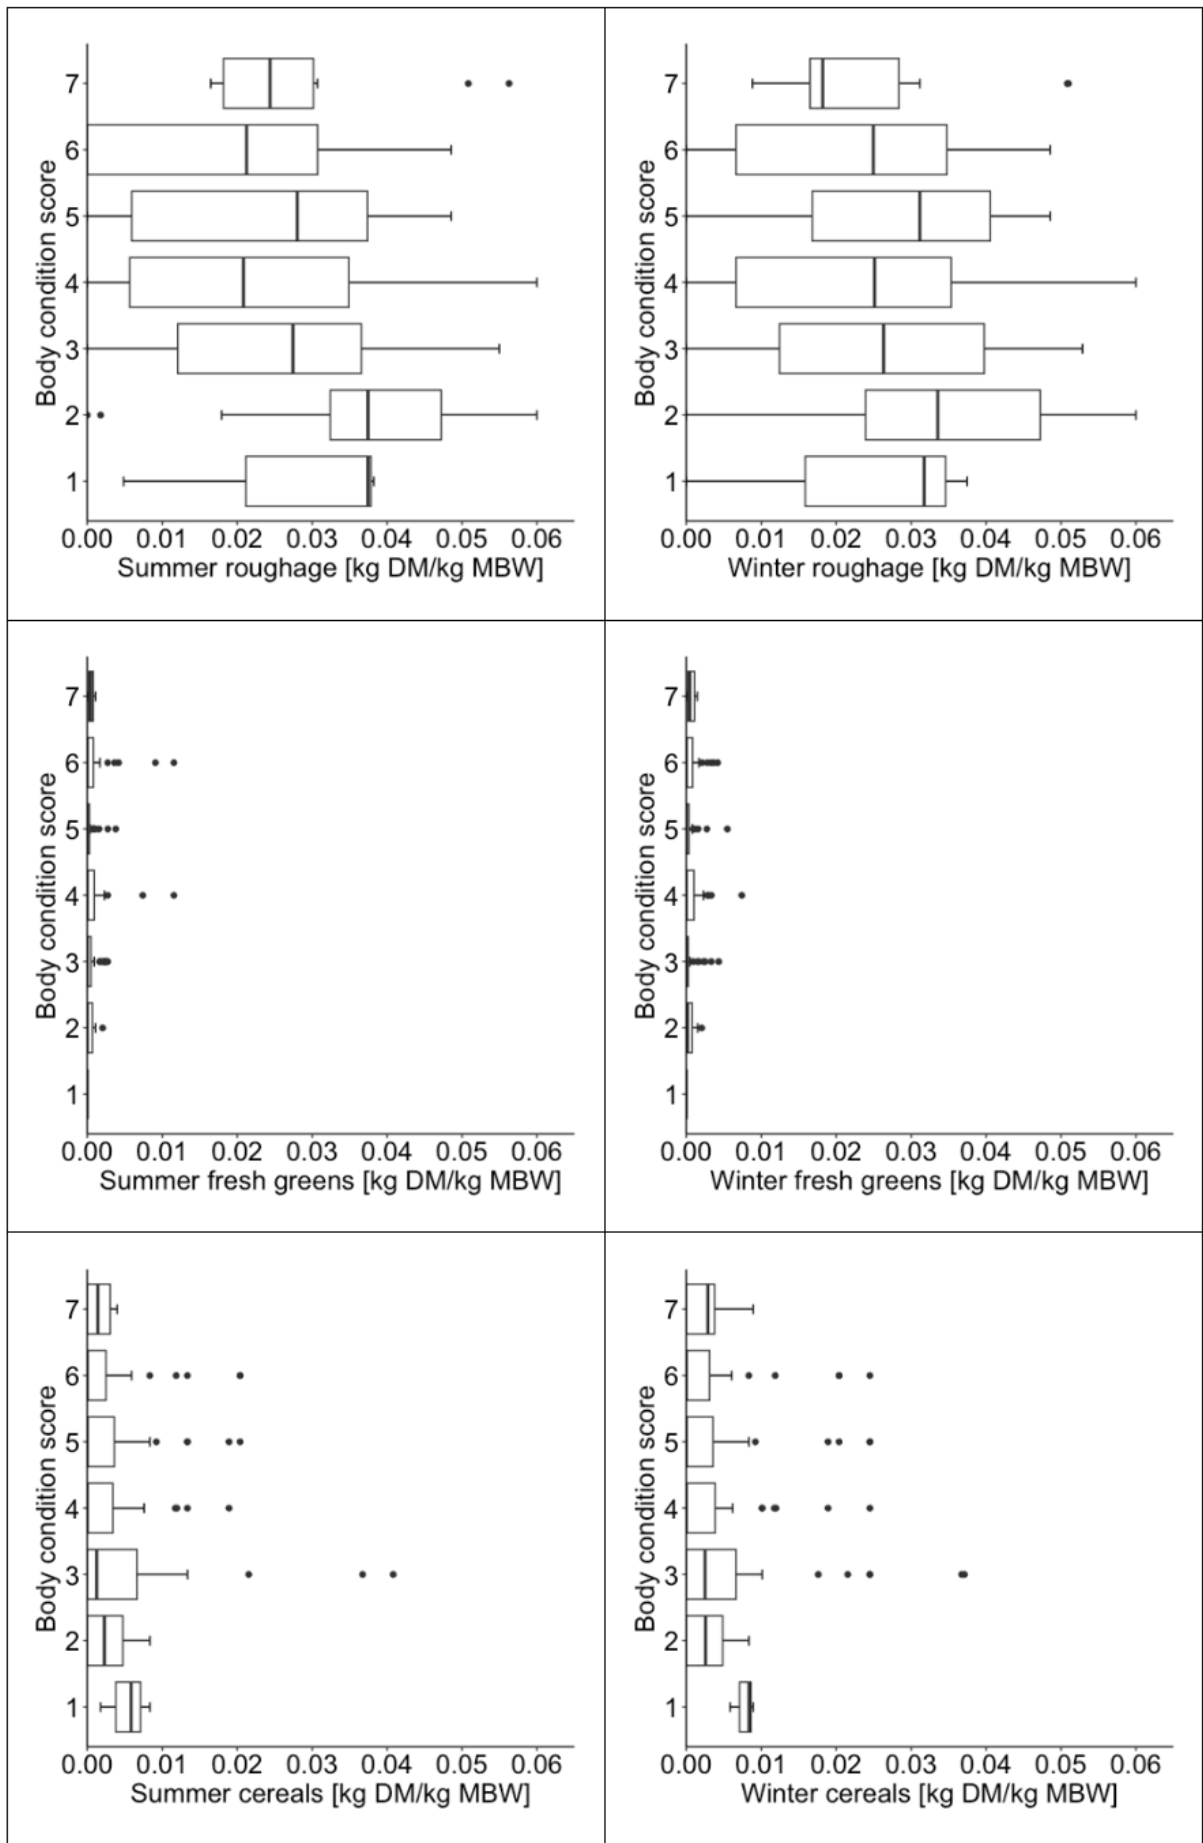 Body condition score
7
6
5
4
3
2
1
0.00 0.01 0.02 0.03 0.04 0.05 0.06
Summer roughage [kg DM/kg MBW]
Body condition score
7
6
5
4
3
2
1
0.00 0.01 0.02 0.03 0.04 0.05 0.06
Winter roughage [kg DM/kg MBW]
Body condition score
7
6
5
4
3
2
1
0.00 0.01 0.02 0.03 0.04 0.05 0.06
Summer fresh greens [kg DM/kg MBW]
Body condition score
7
6
5
4
3
2
1
0.00 0.01 0.02 0.03 0.04 0.05 0.06
Winter fresh greens [kg DM/kg MBW]
Body condition score
7
6
5
4
3
2
1
0.00 0.01 0.02 0.03 0.04 0.05 0.06
Summer cereals [kg DM/kg MBW]
Body condition score
7
6
5
4
3
2
1
0.00 0.01 0.02 0.03 0.04 0.05 0.06
Winter cereals [kg DM/kg MBW]